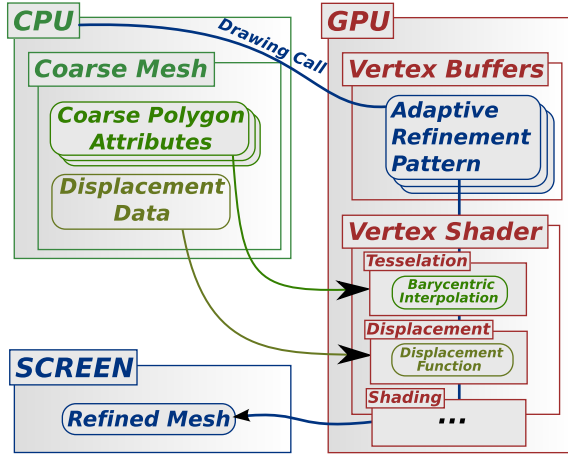 CPU
Drawing Call
Coarse Mesh
Coarse Polygon
Attributes
Displacement
Data
GPU
Vertex Buffers
Adaptive
Refinement
Pattern
Vertex Shader
Tesselation
Barycentric
Interpolation
Displacement
Displacement
Function
Shading
...
SCREEN
Refined Mesh